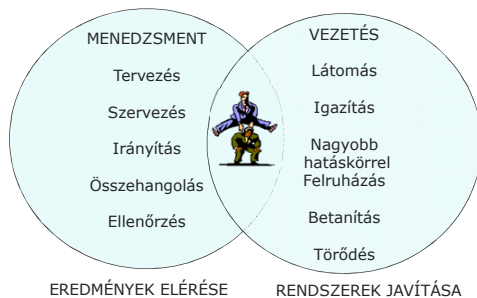 MENEDZSMENT
Tervezés
Szervezés
Irányítás
Összehangolás
Ellenőrzés
VEZETÉS
Látomás
Igazítás
Nagyobb
hatáskörrel
Felruházás
Betanítás
Törődés
EREDMÉNYEK ELÉRÉSE
RENDSZEREK JAVÍTÁSA